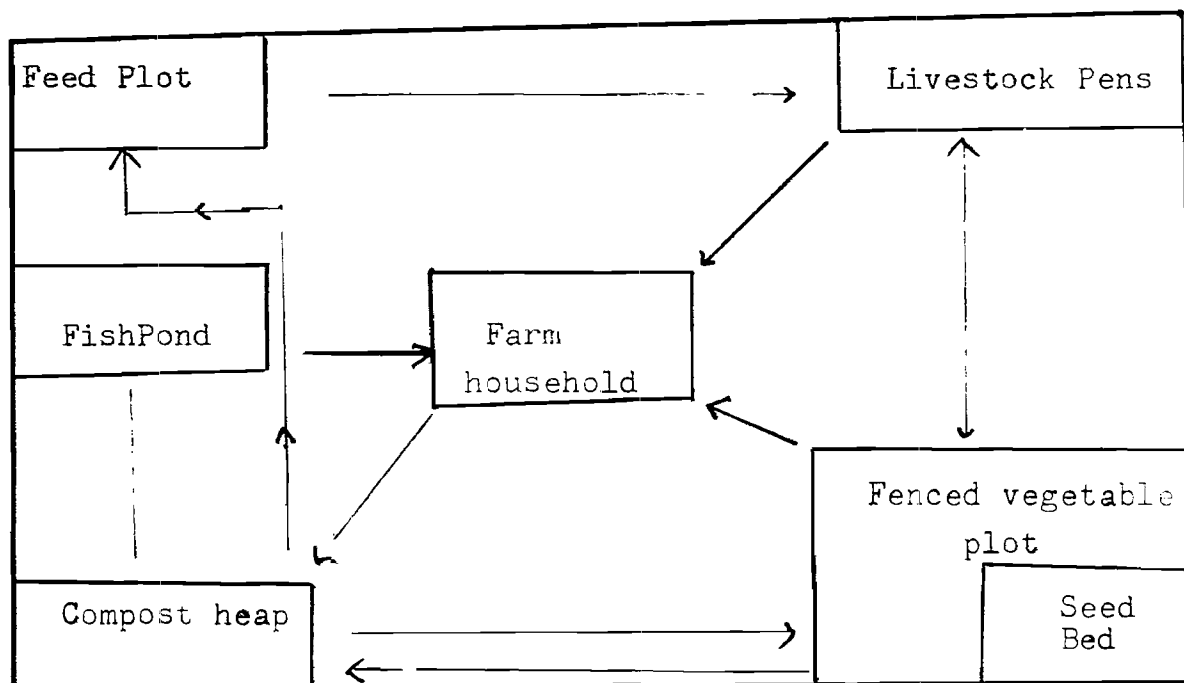 Feed Plot
Livestock Pens
FishPond
Farm
household
Fenced vegetable
plot
Compost heap
Seed
Bed